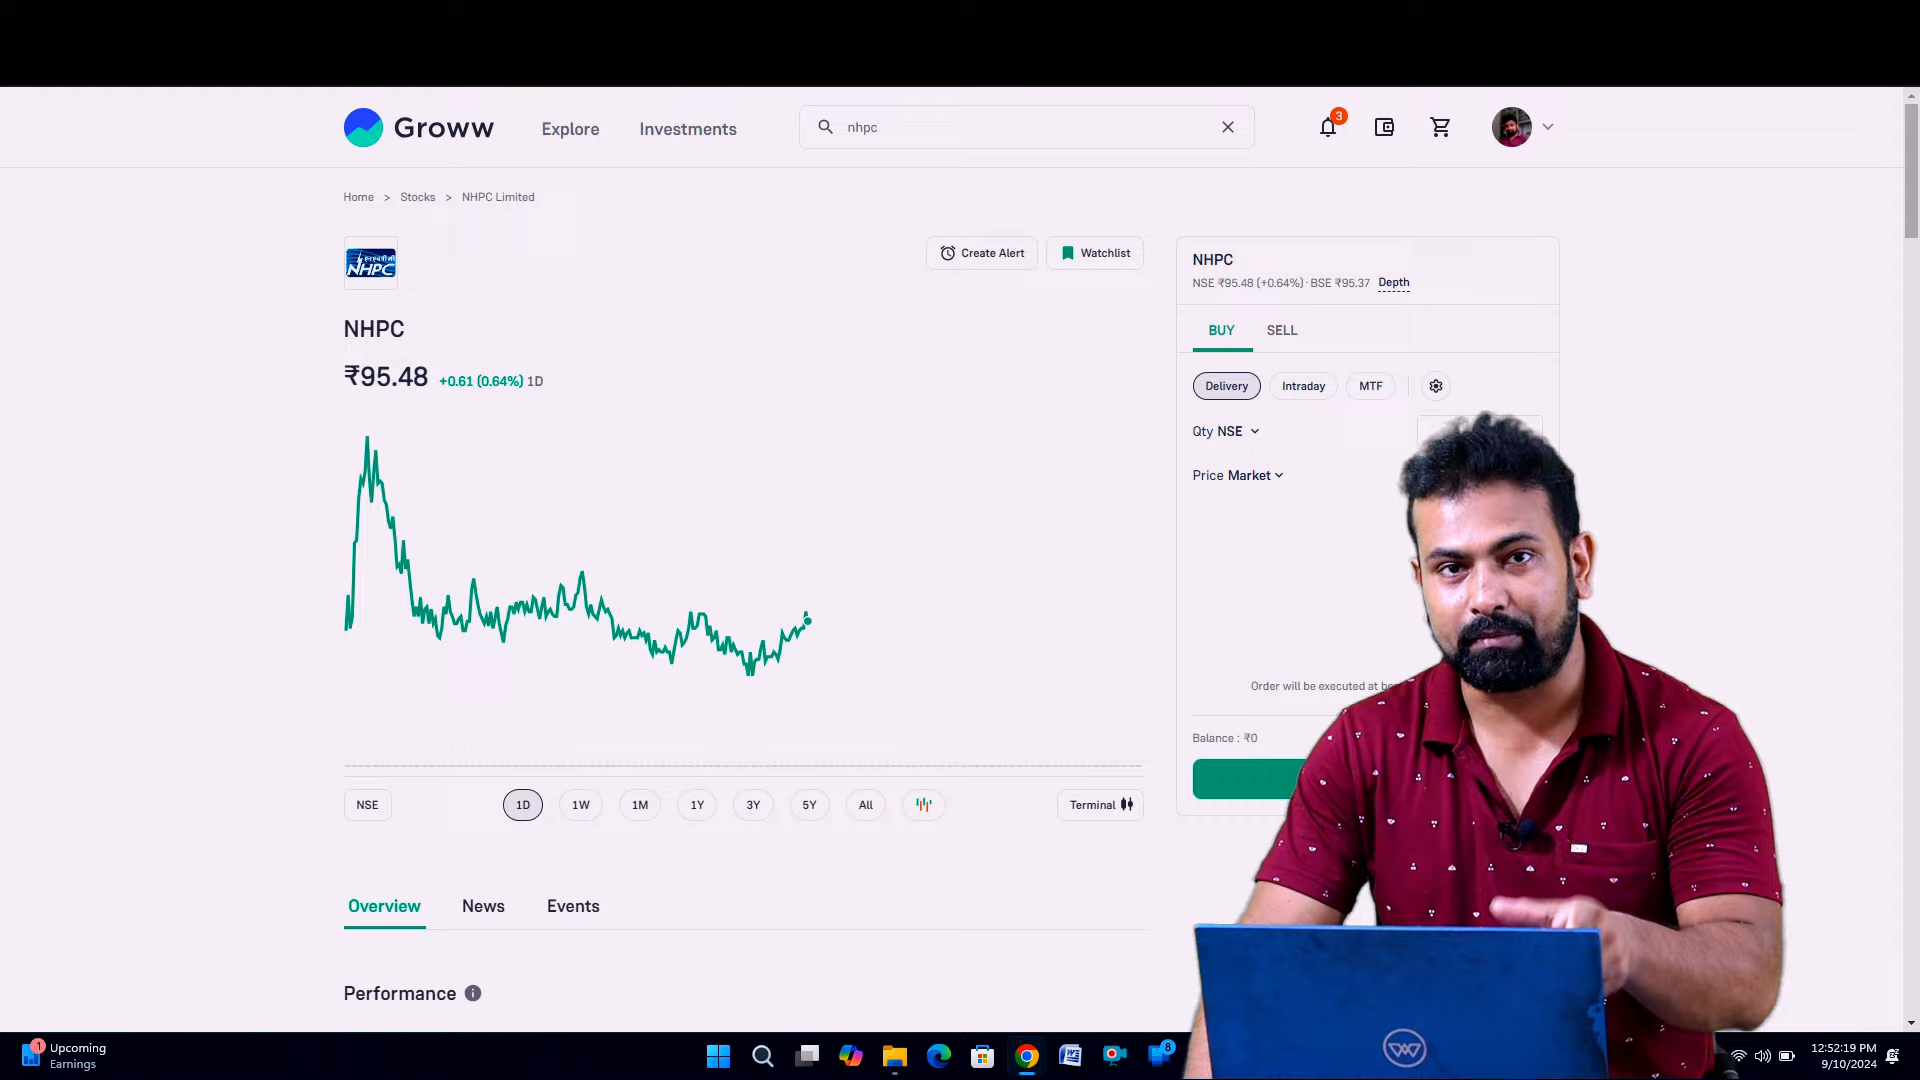 Groww
Explore
Investments
nhpc
3
Home > Stocks > NHPC Limited
NHPC
Create Alert
Watchlist
NHPC
₹95.48 +0.61 (0.64%) 1D
NSE
1D
1W
1M
1Y
3Y
5Y
All
Terminal
Overview
News
Events
Performance
NHPC
NSE ₹95.48 (+0.64%) · BSE ₹95.37 Depth
BUY
SELL
Delivery
Intraday
MTF
Qty NSE
Price Market
Order will be executed at
Balance : ₹0
1
Upcoming
Earnings
8
12:52:19 PM
9/10/2024